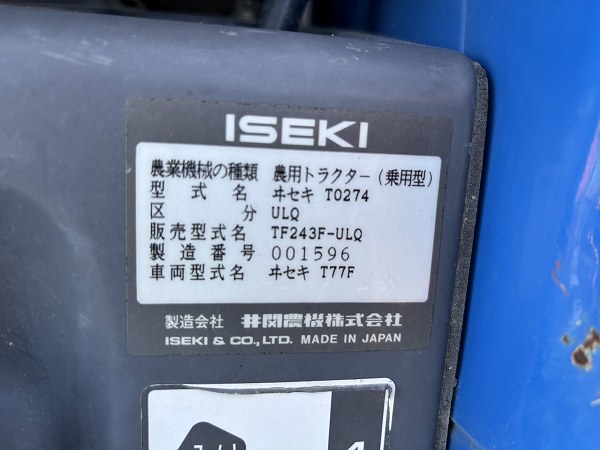 ISEKI
農業機械の種類 農用トラクター(乗用型)
型式名 ヰセキ T0274
区分 ULQ
販売型式名 TF243F-ULQ
製造番号 001596
車両型式名 ヰセキ T77F
製造会社 井関農機株式会社
ISEKI & CO., LTD. MADE IN JAPAN